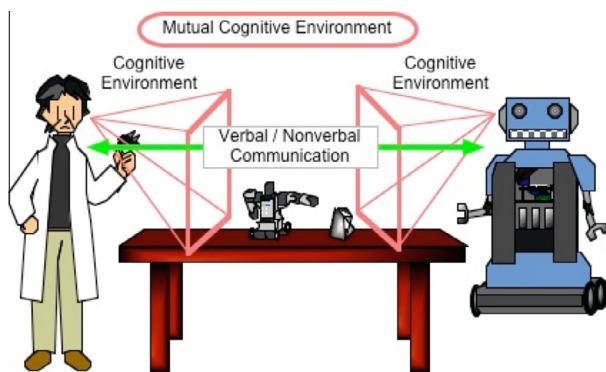 Mutual Cognitive Environment
Cognitive
Environment
Cognitive
Environment
Verbal / Nonverbal
Communication